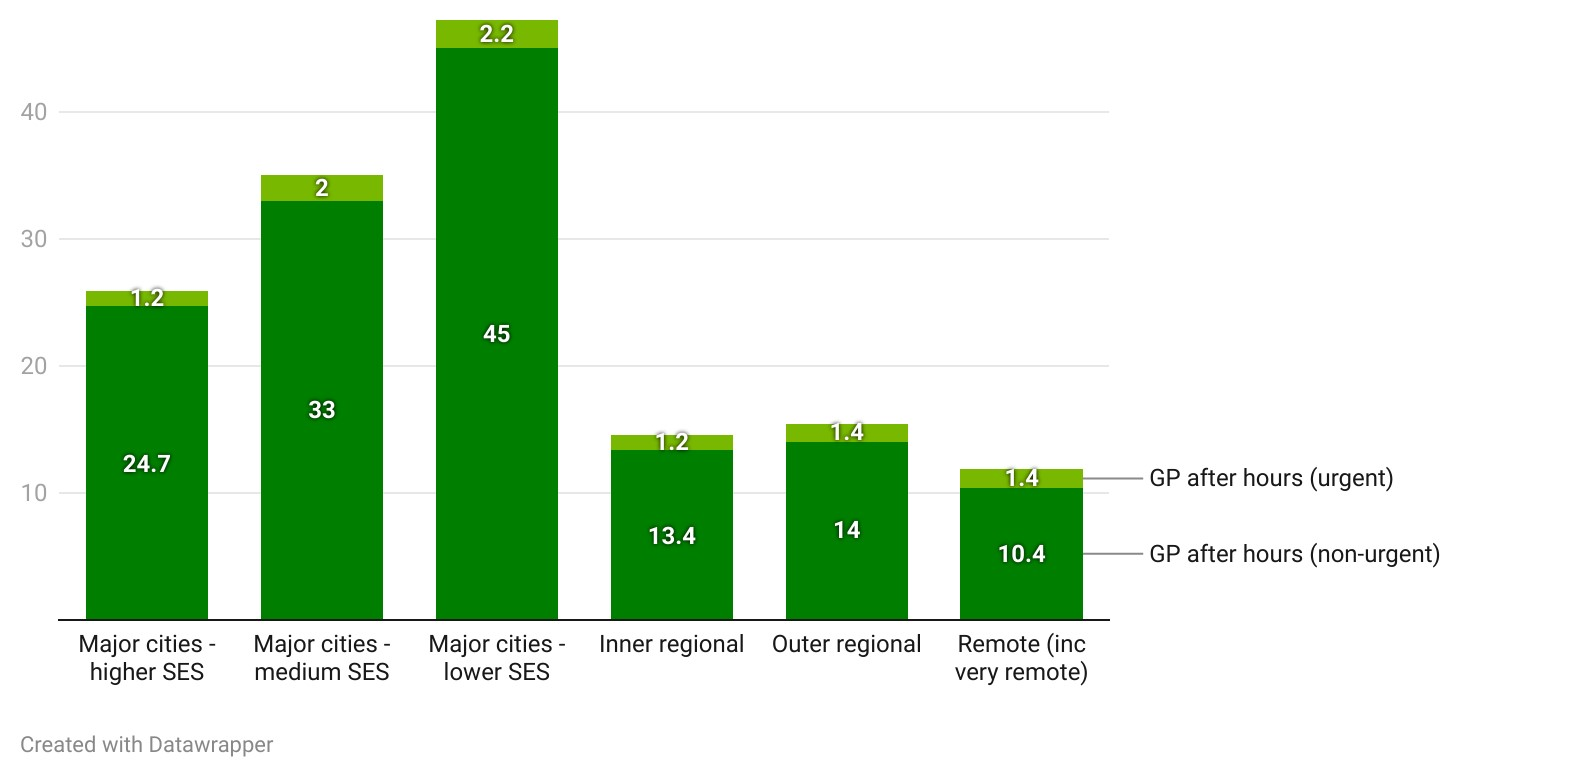 2.2
40
2
30
1.2
45
20
33
1.4
1.2
24.7
1.4
GP after hours (urgent)
10
14
13.4
10.4
GP after hours (non-urgent)
Major cities -
higher SES
Major cities -
medium SES
Major cities -
lower SES
Inner regional
Outer regional
Remote (inc
very remote)
Created with Datawrapper